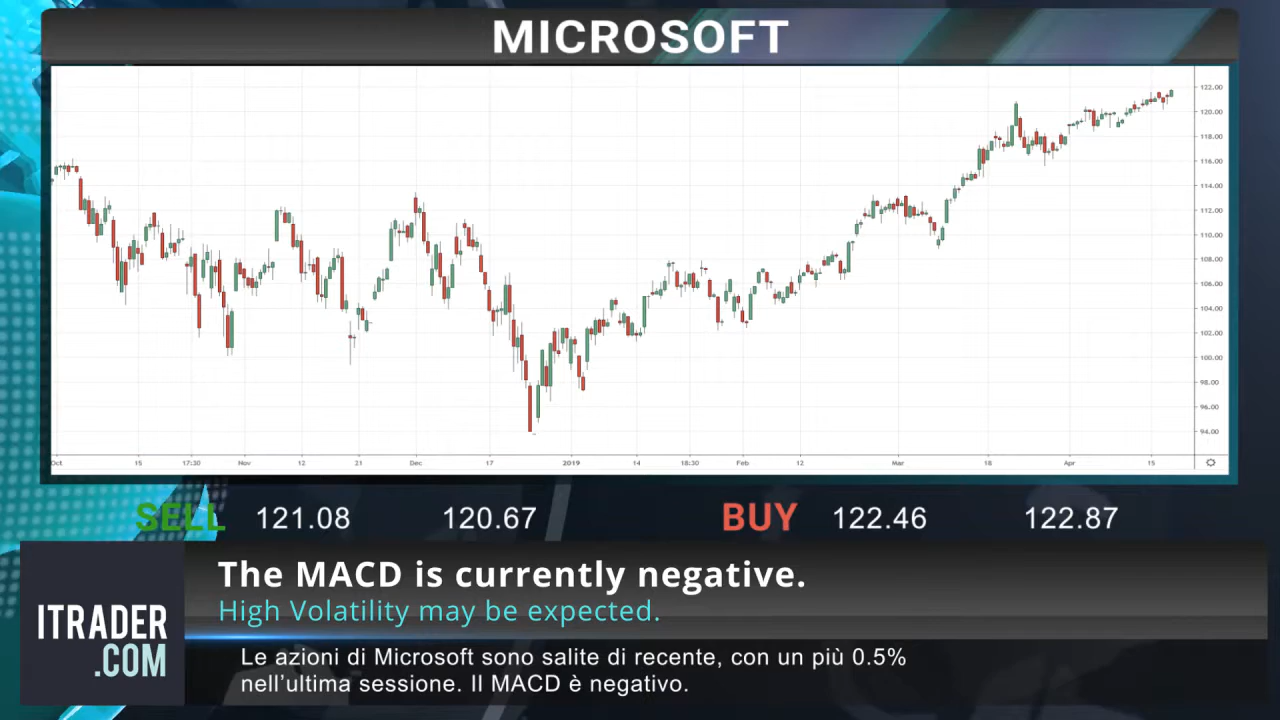 MICROSOFT
122.00
120.00
118.00
116.00
114.00
112.00
110.00
108.00
106.00
104.00
102.00
100.00
98.00
96.00
94.00
Oct 15 17:30 Nov 12 21 Dec 17 2019 14 18:30 Feb 12 Mar 18 Apr 15
SELL 121.08 120.67 BUY 122.46 122.87
The MACD is currently negative.
High Volatility may be expected.
ITRADER
.COM
Le azioni di Microsoft sono salite di recente, con un più 0.5%
nell'ultima sessione. Il MACD è negativo.